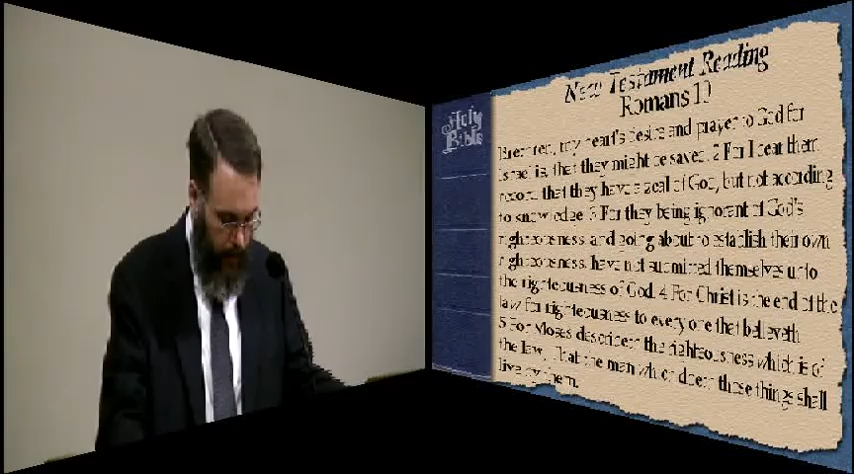 Holy
Bible
New Testament Reading
Romans 10
Brethren, my heart's desire and prayer to God for
Israel is, that they might be saved. 2 For I bear them
record that they have a zeal of God, but not according
to knowledge. 3 For they being ignorant of God's
righteousness, and going about to establish their own
righteousness, have not submitted themselves unto
the righteousness of God. 4 For Christ is the end of the
law for righteousness to every one that believeth.
5 For Moses describeth the righteousness which is of
the law, That the man which doeth those things shall
live by them.